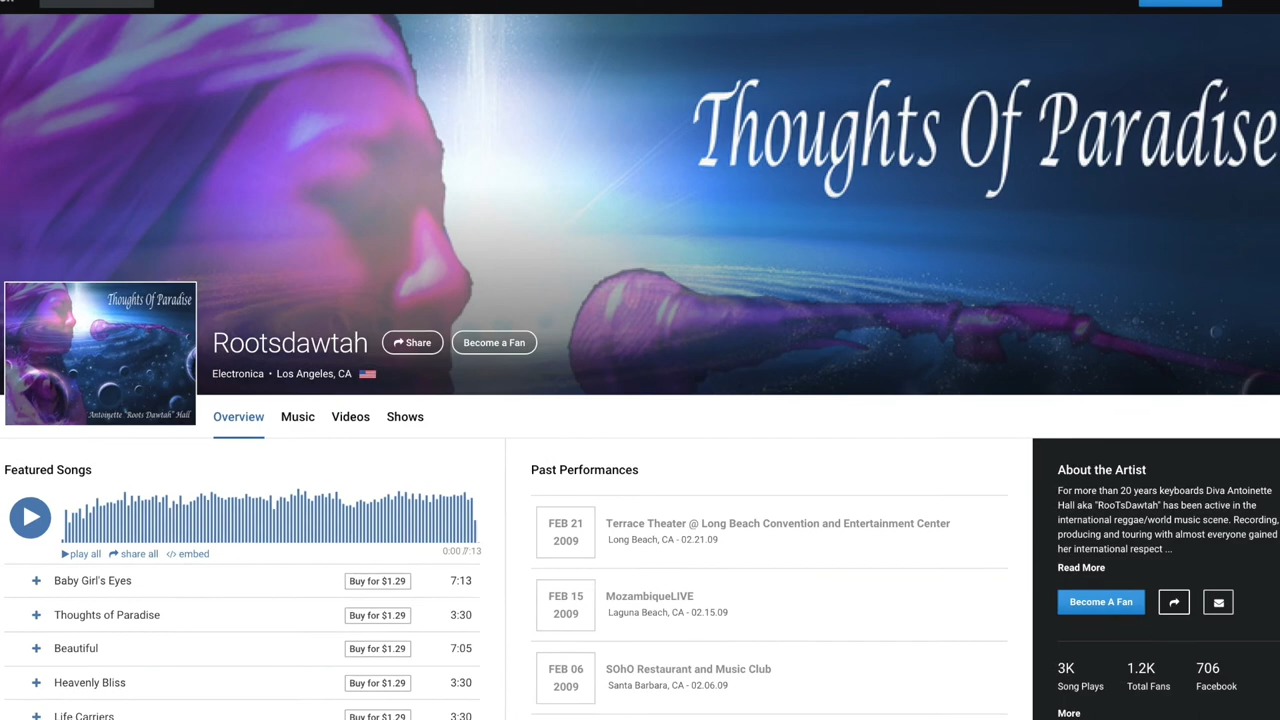 Thoughts Of Paradise
Thoughts Of Paradise
Antoinette "Roots Dawtah" Hall
Rootsdawtah
Share
Become a Fan
Electronica • Los Angeles, CA
Overview
Music
Videos
Shows
Featured Songs
play all
share all
</> embed
0:00 / 7:13
+ Baby Girl's Eyes Buy for $1.29 7:13
+ Thoughts of Paradise Buy for $1.29 3:30
+ Beautiful Buy for $1.29 7:05
+ Heavenly Bliss Buy for $1.29 3:30
+ Life Carriers Buy for $1.29 3:30
Past Performances
FEB 21
2009
Terrace Theater @ Long Beach Convention and Entertainment Center
Long Beach, CA - 02.21.09
FEB 15
2009
MozambiqueLIVE
Laguna Beach, CA - 02.15.09
FEB 06
2009
SOhO Restaurant and Music Club
Santa Barbara, CA - 02.06.09
About the Artist
For more than 20 years keyboards Diva Antoinette
Hall aka "RooTsDawtah" has been active in the
international reggae/world music scene. Recording,
producing and touring with almost everyone gained
her international respect ...
Read More
Become A Fan
3K
Song Plays
1.2K
Total Fans
706
Facebook
More